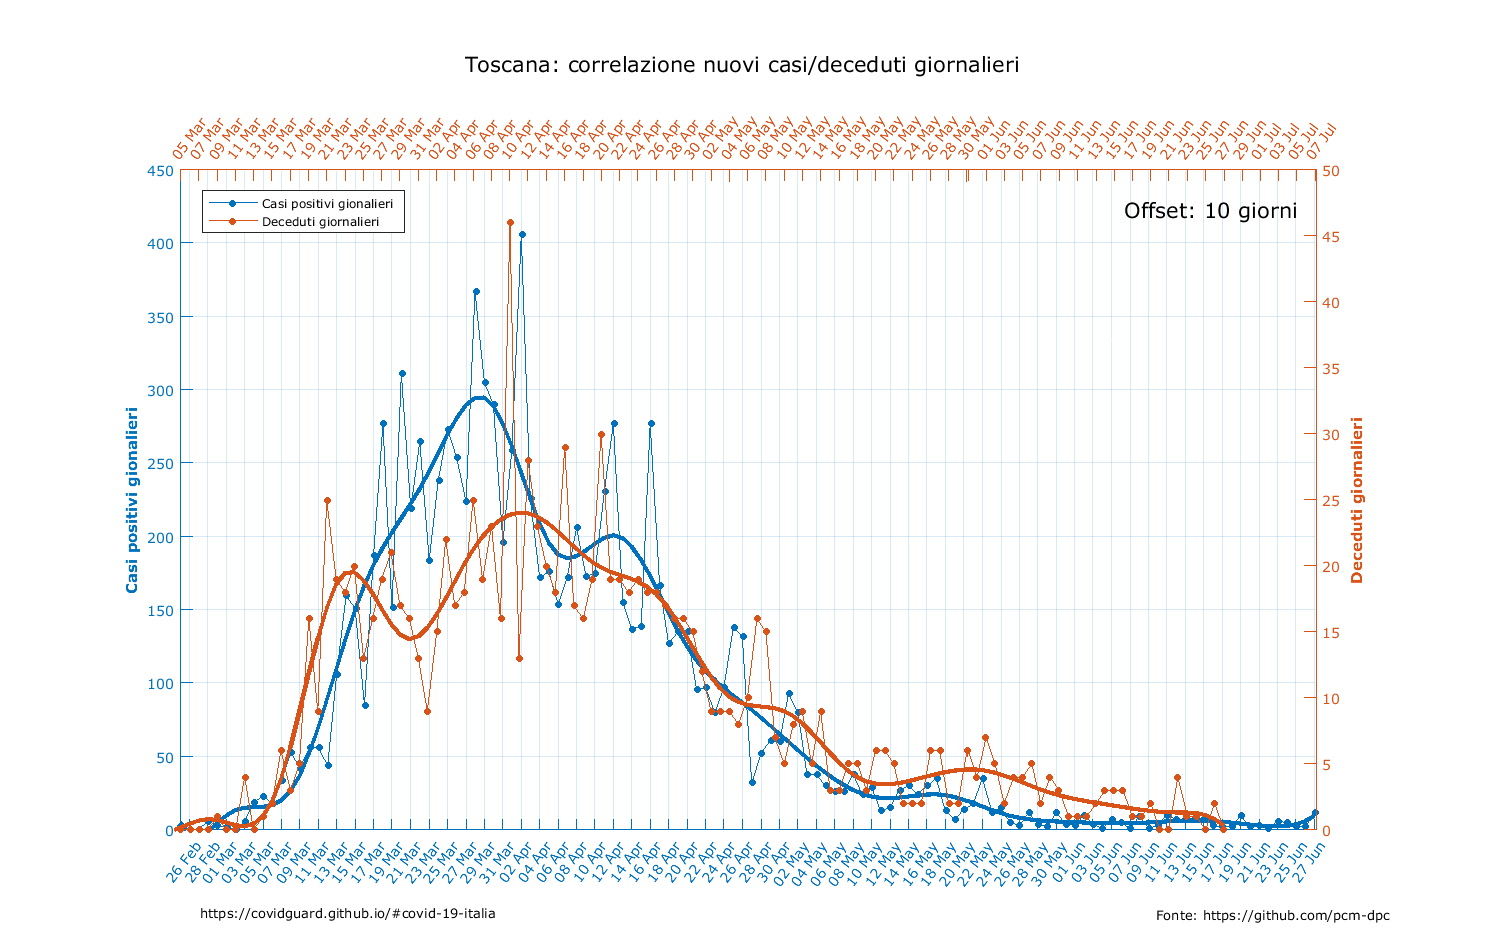 Toscana: correlazione nuovi casi/deceduti giornalieri
05 Mar
07 Mar
09 Mar
11 Mar
13 Mar
15 Mar
17 Mar
19 Mar
21 Mar
23 Mar
25 Mar
27 Mar
29 Mar
31 Mar
02 Apr
04 Apr
06 Apr
08 Apr
10 Apr
12 Apr
14 Apr
16 Apr
18 Apr
20 Apr
22 Apr
24 Apr
26 Apr
28 Apr
30 Apr
02 May
04 May
06 May
08 May
10 May
12 May
14 May
16 May
18 May
20 May
22 May
24 May
26 May
28 May
30 May
01 Jun
03 Jun
05 Jun
07 Jun
09 Jun
11 Jun
13 Jun
15 Jun
17 Jun
19 Jun
21 Jun
23 Jun
25 Jun
27 Jun
29 Jun
01 Jul
03 Jul
05 Jul
07 Jul
Casi positivi gionalieri
Deceduti giornalieri
Offset: 10 giorni
450
400
350
300
250
200
150
100
50
0
Casi positivi gionalieri
50
45
40
35
30
25
20
15
10
5
0
Deceduti giornalieri
26 Feb
28 Feb
01 Mar
03 Mar
05 Mar
07 Mar
09 Mar
11 Mar
13 Mar
15 Mar
17 Mar
19 Mar
21 Mar
23 Mar
25 Mar
27 Mar
29 Mar
31 Mar
02 Apr
04 Apr
06 Apr
08 Apr
10 Apr
12 Apr
14 Apr
16 Apr
18 Apr
20 Apr
22 Apr
24 Apr
26 Apr
28 Apr
30 Apr
02 May
04 May
06 May
08 May
10 May
12 May
14 May
16 May
18 May
20 May
22 May
24 May
26 May
28 May
30 May
01 Jun
03 Jun
05 Jun
07 Jun
09 Jun
11 Jun
13 Jun
15 Jun
17 Jun
19 Jun
21 Jun
23 Jun
25 Jun
27 Jun
https://covidguard.github.io/#covid-19-italia
Fonte: https://github.com/pcm-dpc